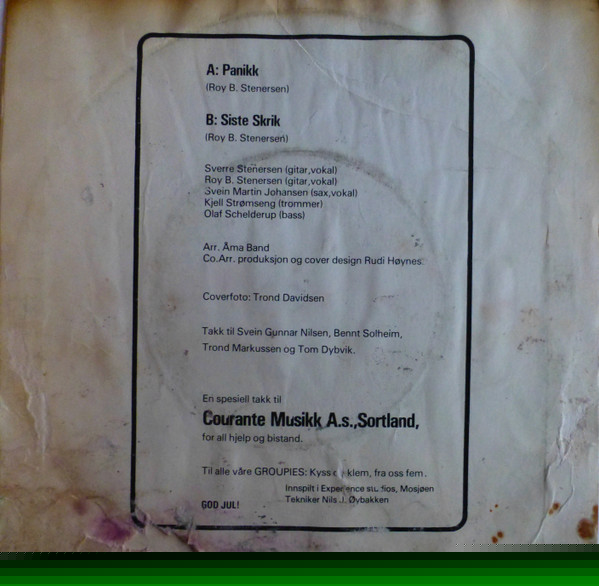 A: Panikk
(Roy B. Stenersen)
B: Siste Skrik
(Roy B. Stenersen)
Sverre Stenersen (gitar,vokal)
Roy B. Stenersen (gitar,vokal)
Svein Martin Johansen (sax,vokal)
Kjell Strømseng (trommer)
Olaf Schelderup (bass)
Arr. Åma Band
Co.Arr. produksjon og cover design Rudi Høynes.
Coverfoto: Trond Davidsen
Takk til Svein Gunnar Nilsen, Bennt Solheim,
Trond Markussen og Tom Dybvik.
En spesiell takk til
Courante Musikk A.s.,Sortland,
for all hjelp og bistand.
Til alle våre GROUPIES: Kyss klem, fra oss fem.
Innspilt i Experience studios, Mosjøen
Tekniker Nils J. Øybakken
GOD JUL!